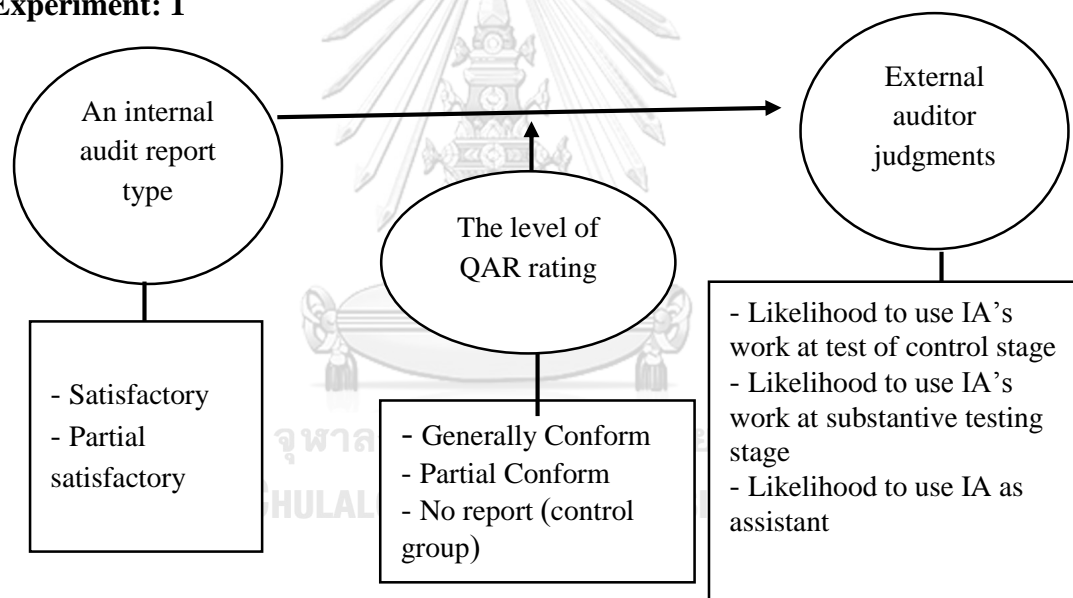 Experiment: 1
An internal
audit report
type
External
auditor
judgments
The level of
QAR rating
- Satisfactory
- Partial
satisfactory
- Generally Conform
- Partial Conform
- No report (control
group)
- Likelihood to use IA’s
work at test of control stage
- Likelihood to use IA’s
work at substantive testing
stage
- Likelihood to use IA as
assistant